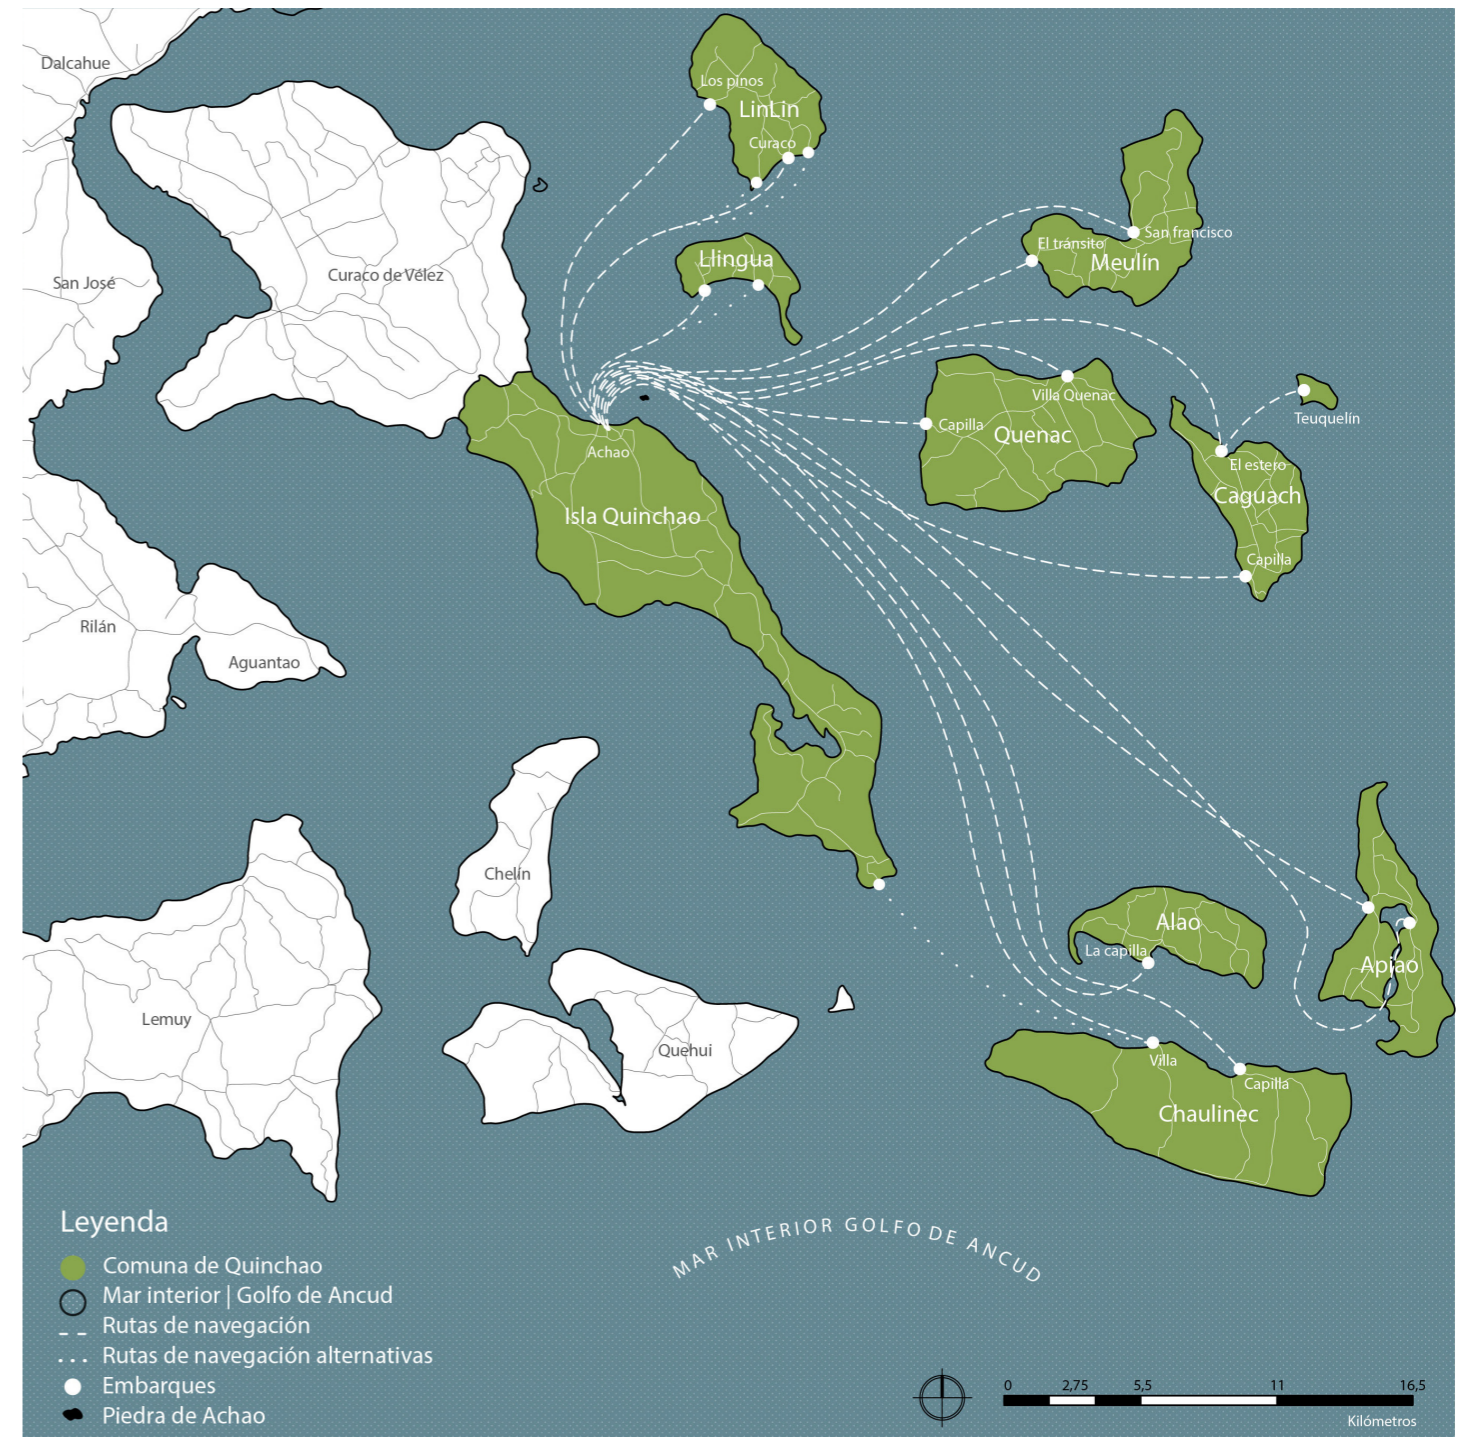 Dalcahue
Los pinos
LinLin
Curaco
San francisco
El tránsito
Meulín
Llingua
San José
Curaco de Vélez
Villa Quenac
Teuquelín
Capilla
Quenac
Achao
El estero
Caguach
Isla Quinchao
Capilla
Rilán
Aguantao
Chelín
Alao
La capilla
Apiao
Lemuy
Quehui
Villa
Capilla
Chaulinec
MAR INTERIOR GOLFO DE ANCUD
Leyenda
Comuna de Quinchao
Mar interior | Golfo de Ancud
Rutas de navegación
Rutas de navegación alternativas
Embarques
Piedra de Achao
0 2,75 5,5 11 16,5
Kilómetros